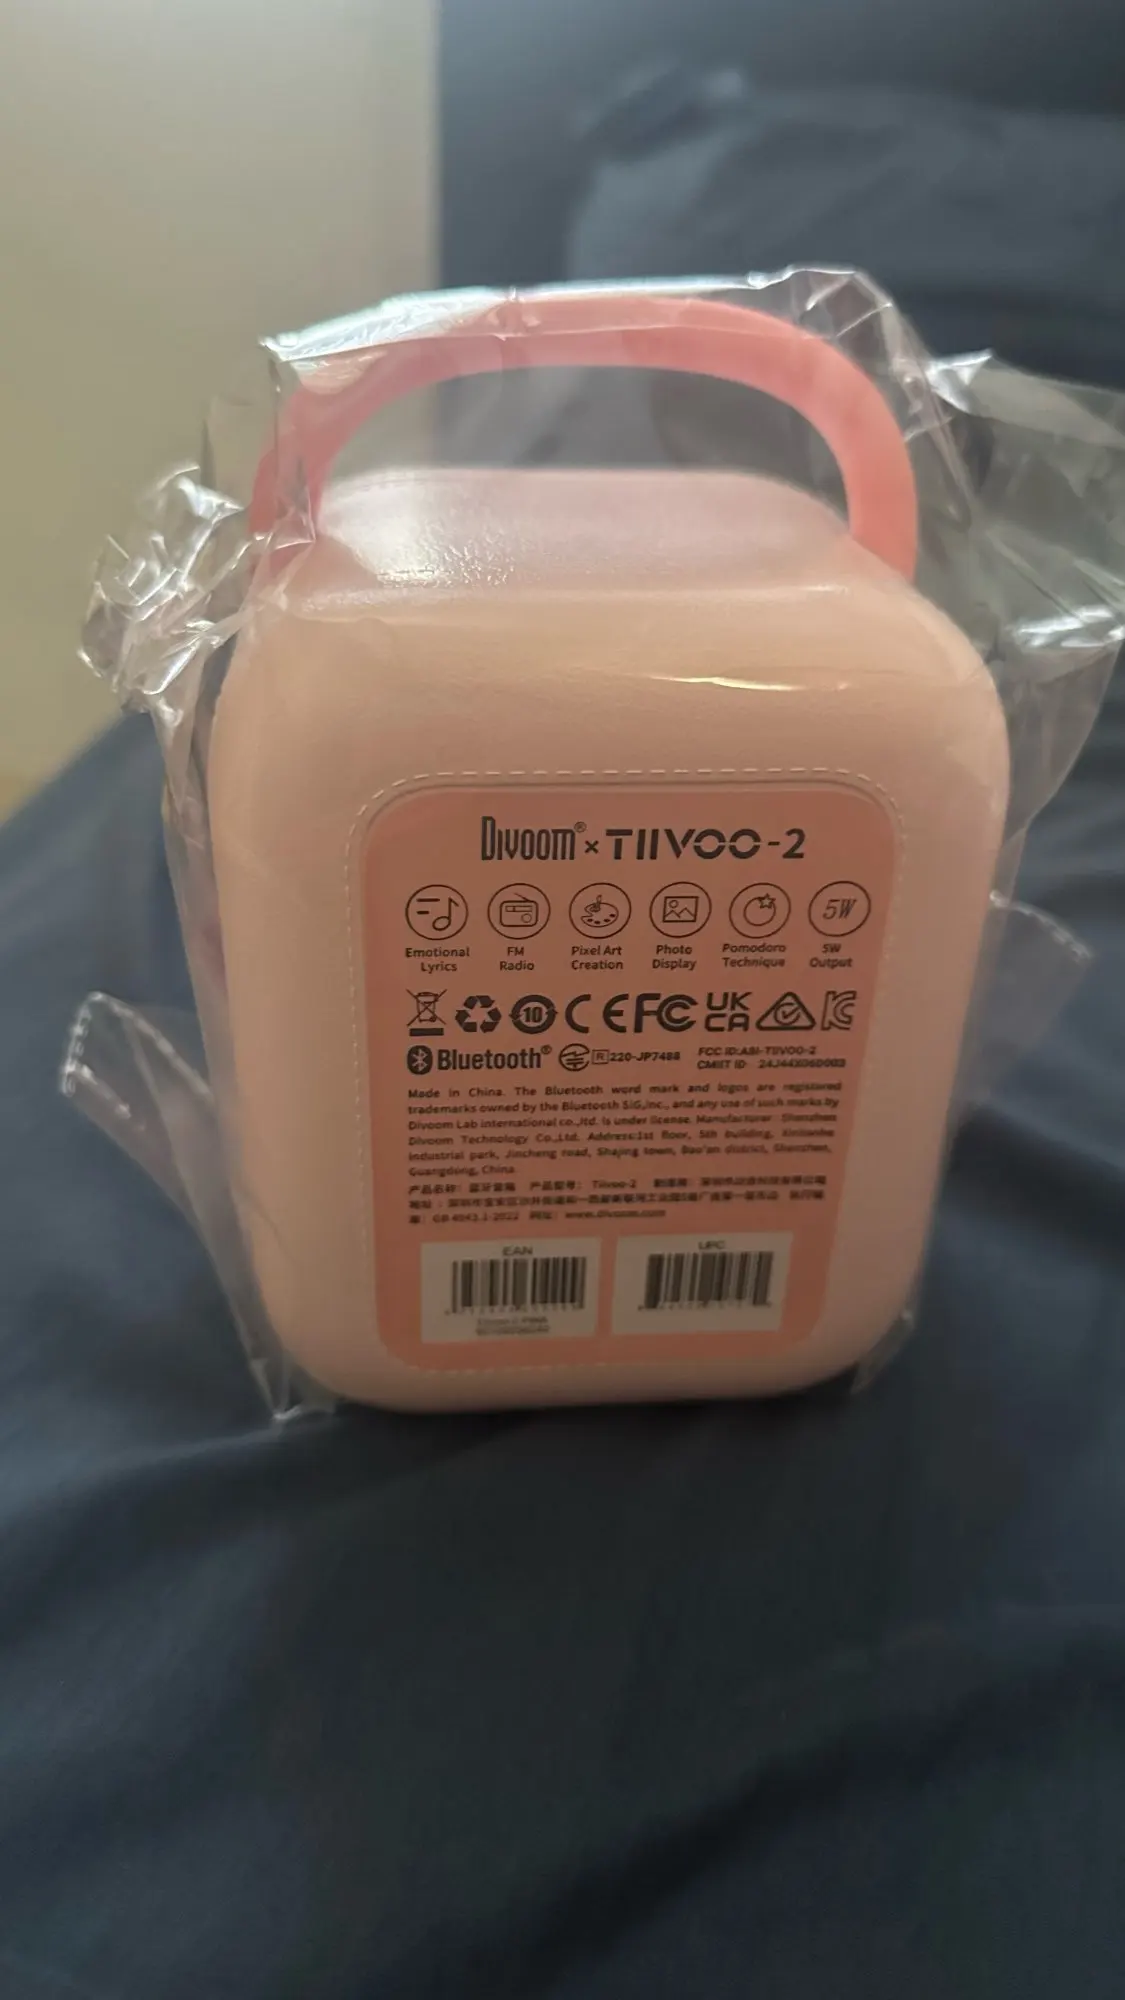 Divoom® × TIIVOO-2
5W
Emotional Lyrics
FM Radio
Pixel Art Creation
Photo Display
Pomodoro Technique
5W Output
10 CE FC UK CA
Bluetooth® R 220-JP7488
FCC ID:A8I-TIIVOO-2
CMIIT ID:
Made in China. The Bluetooth word mark and logos are registered
trademarks owned by the Bluetooth SIG,Inc., and any use of such marks by
Divoom Lab international co.,ltd. is under license. Manufacturer: Shenzhen
Divoom Technology Co.,Ltd. Address:1st floor, 5th building,
industrial park, Jincheng road, Shajing town, Bao'an district, Shenzhen,
Guangdong, China
产品名称: 蓝牙音箱 产品型号: Tiivoo-2
GB 4943.1-2022 网址: www.divoom.com
EAN
UPC